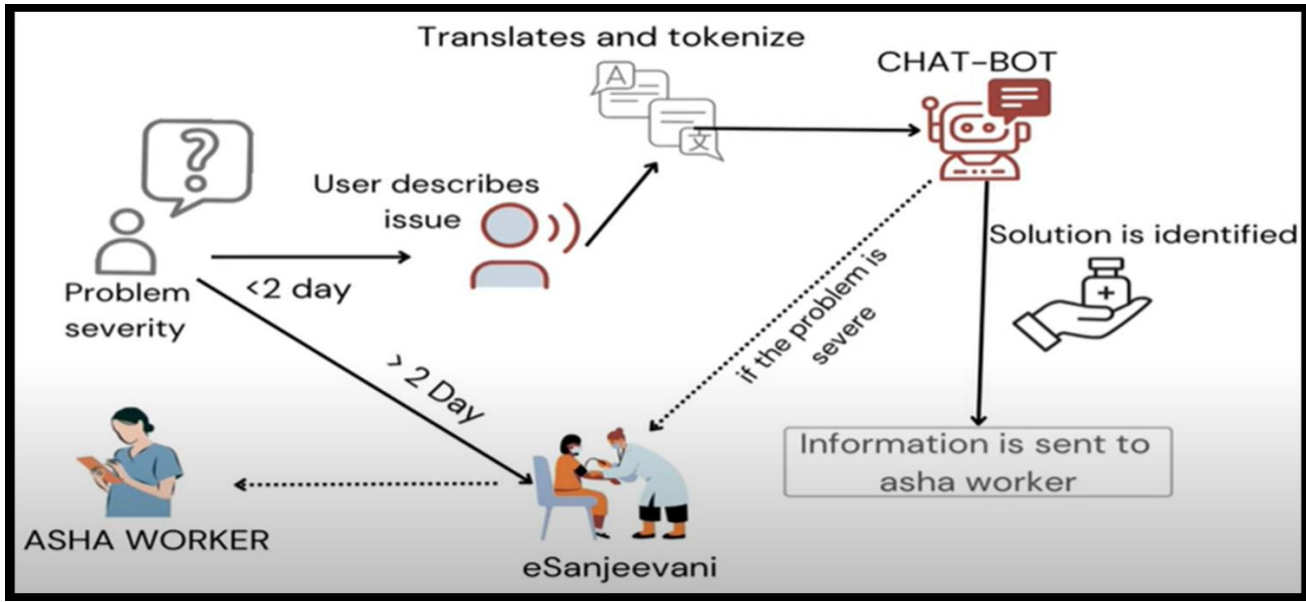 Translates and tokenize
CHAT-BOT
?
A
文
User describes
issue
Solution is identified
<2 day
Problem
severity
if the problem is
severe
> 2 Day
Information is sent to
asha worker
ASHA WORKER
eSanjeevani